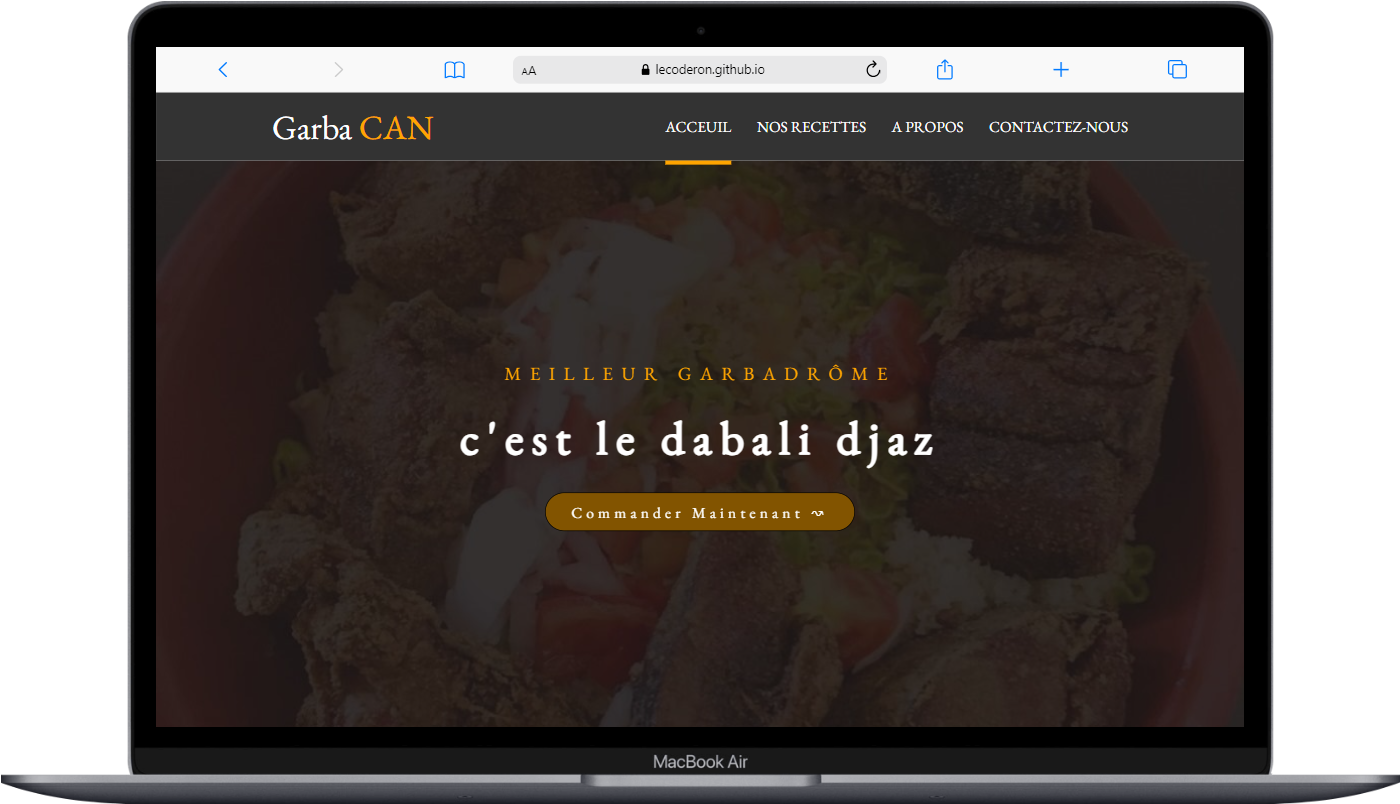 AA lecoderon.github.io
Garba CAN
ACCEUIL NOS RECETTES A PROPOS CONTACTEZ-NOUS
MEILLEUR GARBADRÔME
c'est le dabali djaz
Commander Maintenant ↝
MacBook Air